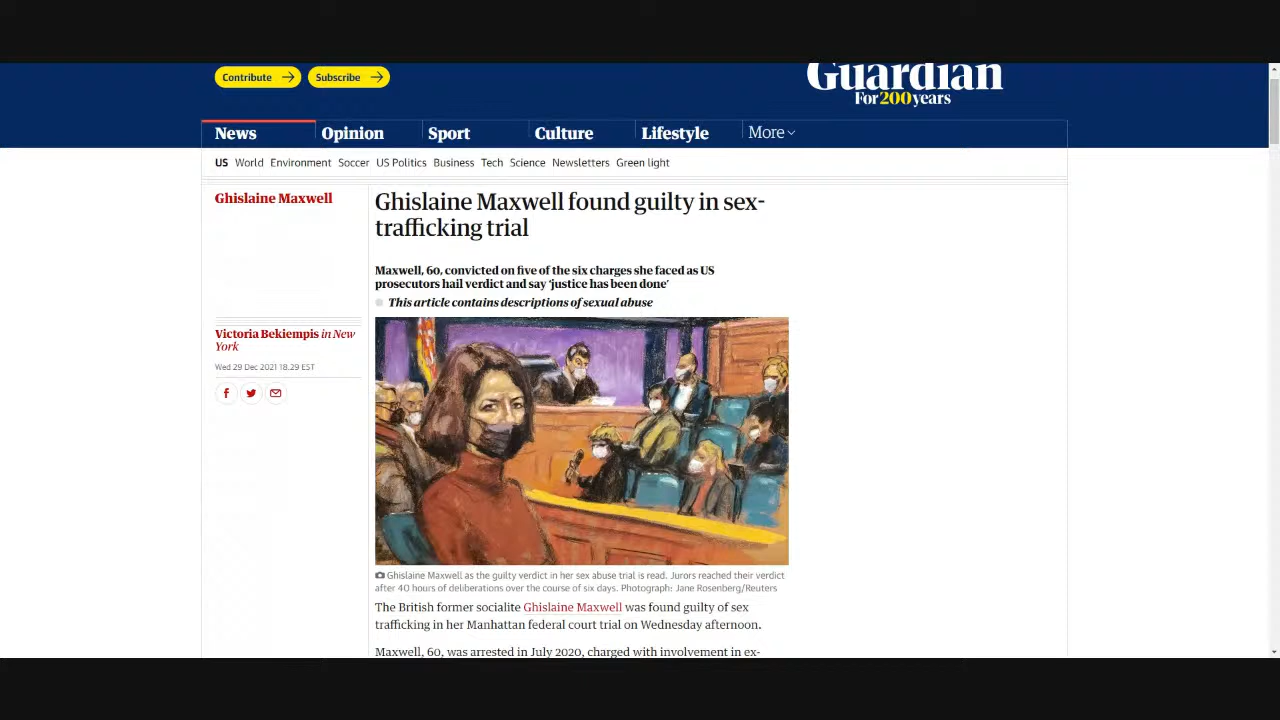 Contribute
Subscribe
Guardian
For200years
News
Opinion
Sport
Culture
Lifestyle
More
US World Environment Soccer US Politics Business Tech Science Newsletters Green light
Ghislaine Maxwell
Ghislaine Maxwell found guilty in sex-
trafficking trial
Maxwell, 60, convicted on five of the six charges she faced as US
prosecutors hail verdict and say ‘justice has been done’
This article contains descriptions of sexual abuse
Victoria Bekiempis in New
York
Wed 29 Dec 2021 18.29 EST
Ghislaine Maxwell as the guilty verdict in her sex abuse trial is read. Jurors reached their verdict
after 40 hours of deliberations over the course of six days. Photograph: Jane Rosenberg/Reuters
The British former socialite Ghislaine Maxwell was found guilty of sex
trafficking in her Manhattan federal court trial on Wednesday afternoon.
Maxwell, 60, was arrested in July 2020, charged with involvement in ex-